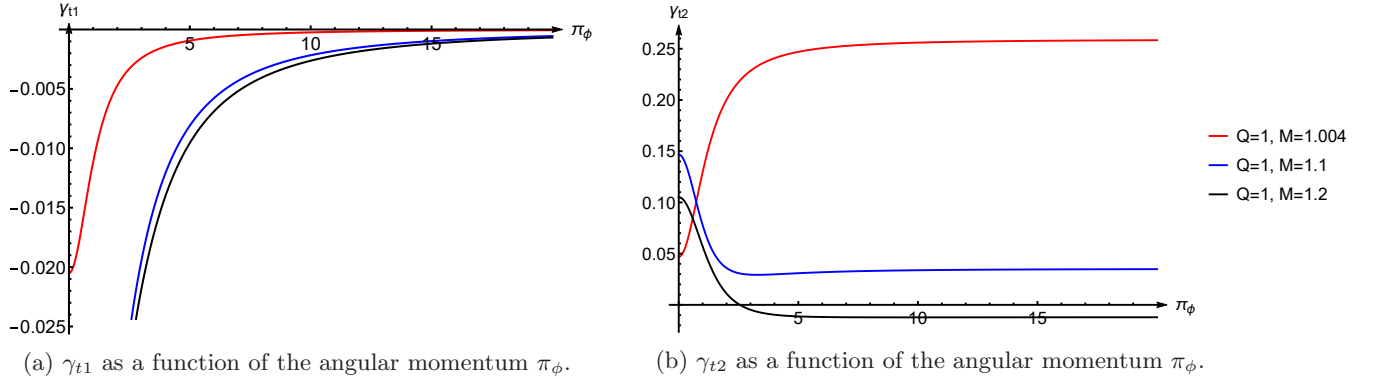 γt1
5
10
15
πϕ
−0.005
−0.010
−0.015
−0.020
−0.025
(a) γt1 as a function of the angular momentum πϕ.
γt2
0.25
0.20
0.15
0.10
0.05
5
10
15
πϕ
(b) γt2 as a function of the angular momentum πϕ.
Q=1, M=1.004
Q=1, M=1.1
Q=1, M=1.2